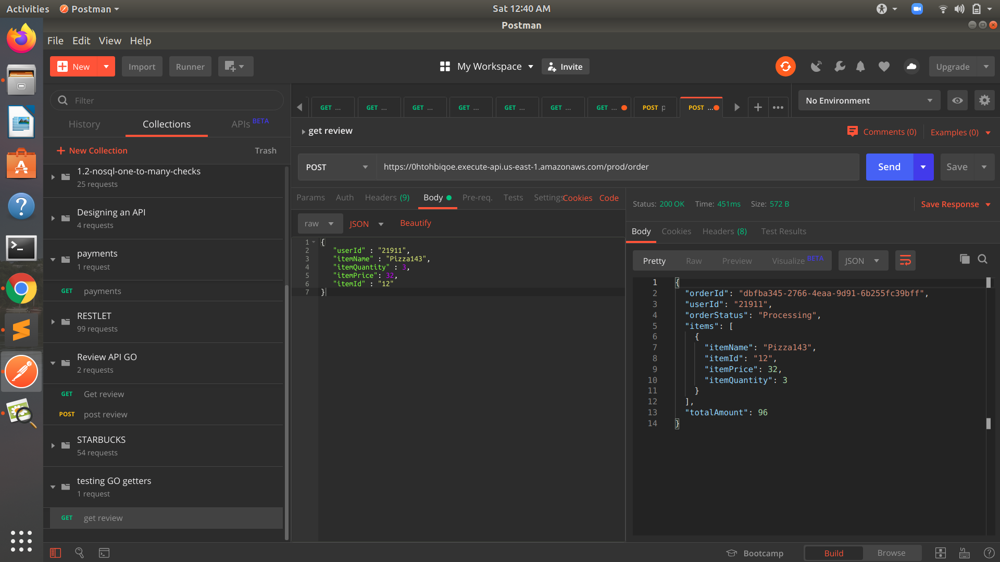 Activities
Postman
Sat 12:40 AM
Postman
File Edit View Help
New
Import
Runner
My Workspace
Invite
Upgrade
Filter
History
Collections
APIs BETA
New Collection
Trash
1.2-nosql-one-to-many-checks
25 requests
Designing an API
4 requests
payments
1 request
GET payments
RESTLET
99 requests
Review API GO
2 requests
GET Get review
POST post review
STARBUCKS
54 requests
testing GO getters
1 request
GET get review
GET ...
GET ...
GET ...
GET ...
GET ...
GET ...
GET ...
POST p
POST ...
No Environment
get review
Comments (0)
Examples (0)
POST
https://0htohbiqoe.execute-api.us-east-1.amazonaws.com/prod/order
Send
Save
Params Auth Headers (9) Body Pre-req. Tests Settings Cookies Code
raw JSON Beautify
1 {
2 "userId" : "21911",
3 "itemName" : "Pizza143",
4 "itemQuantity" : 3,
5 "itemPrice": 32,
6 "itemId" : "12"
7 }
Status: 200 OK Time: 451ms Size: 572 B
Save Response
Body Cookies Headers (8) Test Results
Pretty Raw Preview Visualize BETA JSON
1 {
2 "orderId": "dbfba345-2766-4eaa-9d91-6b255fc39bff",
3 "userId": "21911",
4 "orderStatus": "Processing",
5 "items": [
6 {
7 "itemName": "Pizza143",
8 "itemId": "12",
9 "itemPrice": 32,
10 "itemQuantity": 3
11 }
12 ],
13 "totalAmount": 96
14 }
Bootcamp
Build
Browse